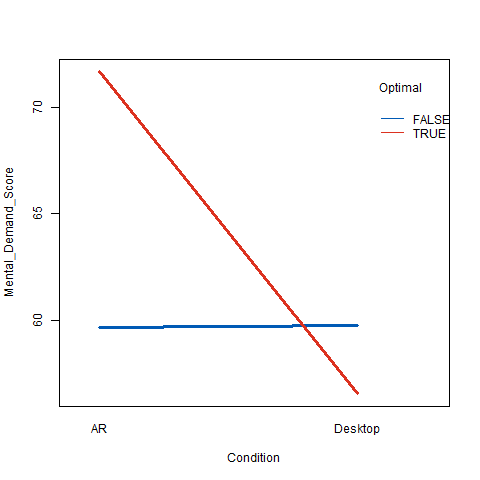 Optimal
FALSE
TRUE
Mental_Demand_Score
70
65
60
AR
Desktop
Condition